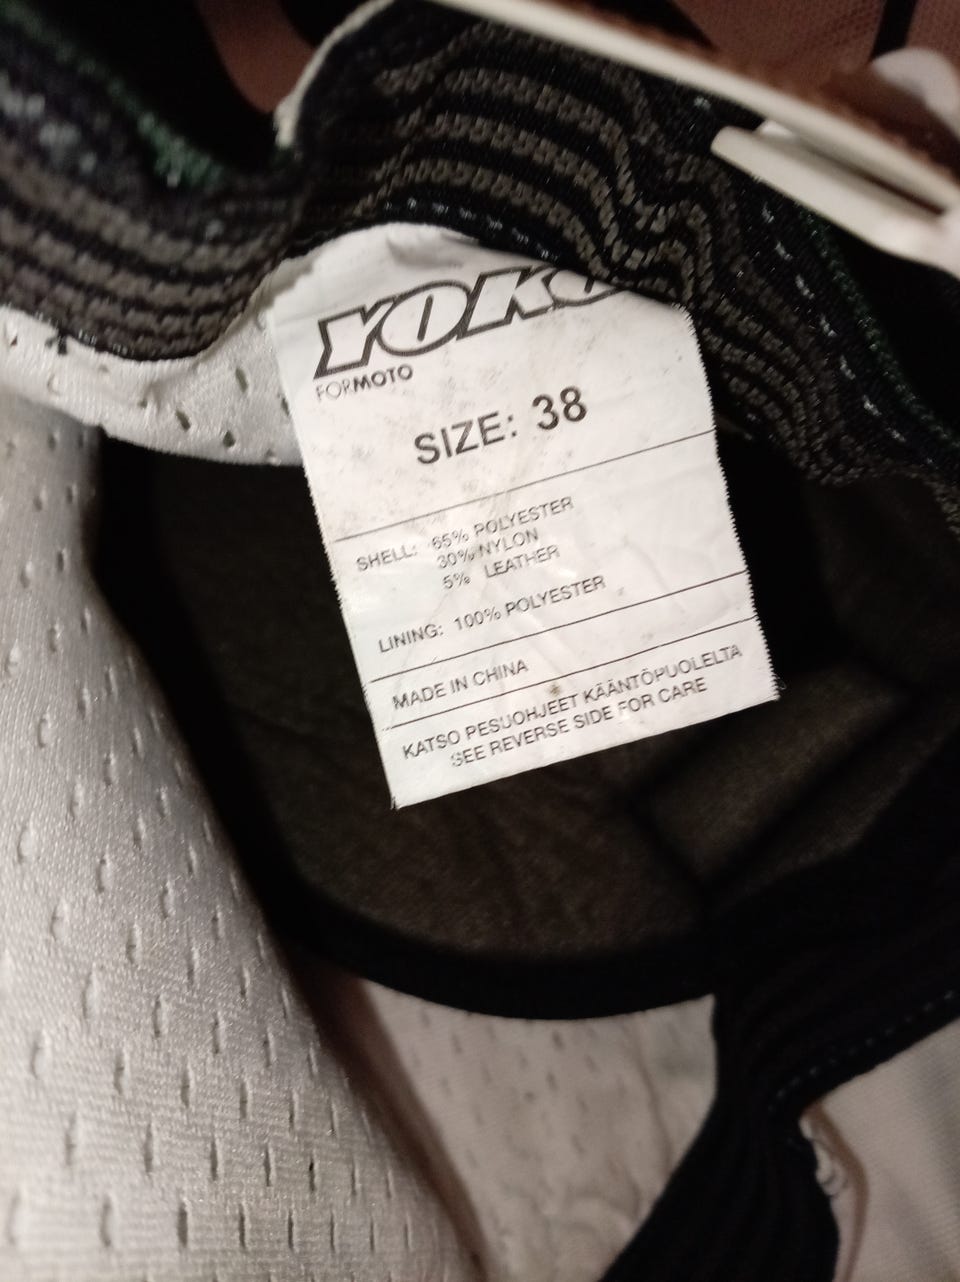 YOKO
FORMOTO
SIZE: 38
SHELL: 65% POLYESTER
30% NYLON
5% LEATHER
LINING: 100% POLYESTER
MADE IN CHINA
KATSO PESUOHJEET KÄÄNTÖPUOLELTA
SEE REVERSE SIDE FOR CARE